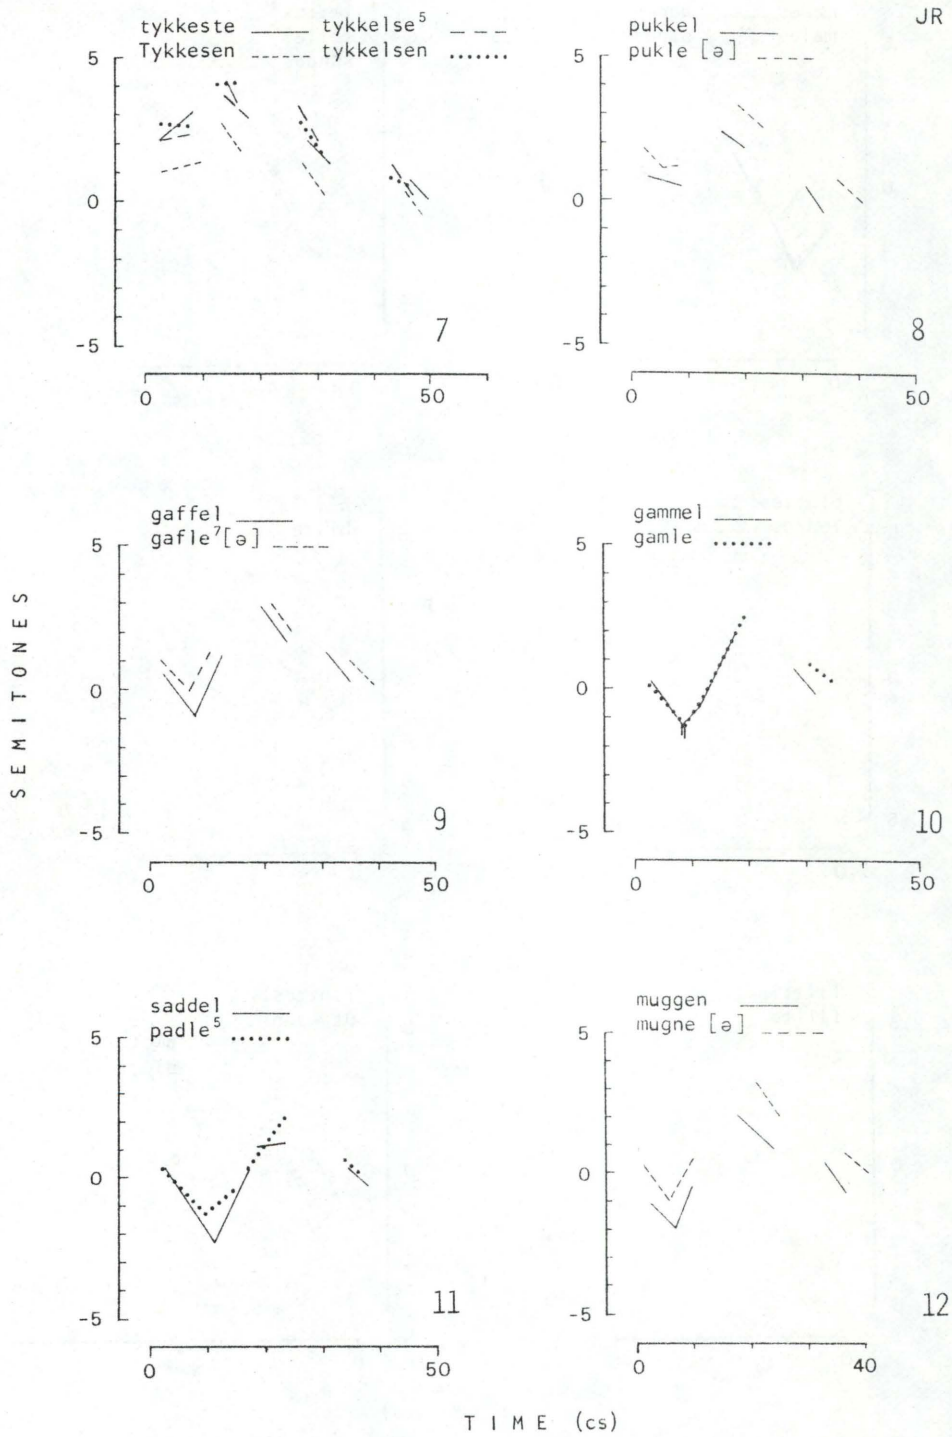 JR
tykkeste tykkelse⁵
Tykkesen tykkelsen
5
0
-5
7
0 50
pukkel
pukle [ə]
5
0
-5
8
0 50
gaffel
gafle⁷[ə]
5
0
-5
9
0 50
gammel
gamle
5
0
-5
10
0 50
saddel
padle⁵
5
0
-5
11
0 50
muggen
mugne [ə]
5
0
-5
12
0 40
SEMITONES
TIME (cs)